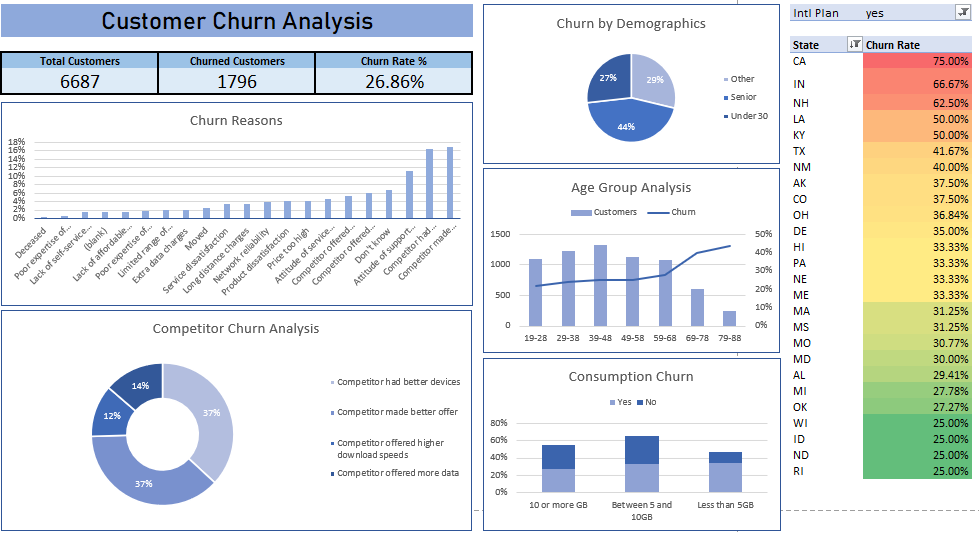 Customer Churn Analysis
Total Customers
Churned Customers
Churn Rate %
6687
1796
26.86%
Churn Reasons
18%
16%
14%
12%
10%
8%
6%
4%
2%
0%
Deceased
Poor expertise of...
Lack of self-service...
(blank)
Lack of affordable...
Poor expertise of...
Limited range of...
Extra data charges
Moved
Service dissatisfaction
Long distance charges
Network reliability
Product dissatisfaction
Price too high
Attitude of service...
Competitor offered...
Competitor offered...
Don't know
Attitude of support...
Competitor had...
Competitor made...
Competitor Churn Analysis
37%
37%
12%
14%
Competitor had better devices
Competitor made better offer
Competitor offered higher
download speeds
Competitor offered more data
Churn by Demographics
27%
29%
44%
Other
Senior
Under 30
Age Group Analysis
Customers
Churn
1500
1000
500
0
50%
40%
30%
20%
10%
0%
19-28
29-38
39-48
49-58
59-68
69-78
79-88
Consumption Churn
Yes
No
80%
60%
40%
20%
0%
10 or more GB
Between 5 and
10GB
Less than 5GB
Intl Plan yes
State Churn Rate
CA 75.00%
IN 66.67%
NH 62.50%
LA 50.00%
KY 50.00%
TX 41.67%
NM 40.00%
AK 37.50%
CO 37.50%
OH 36.84%
DE 35.00%
HI 33.33%
PA 33.33%
NE 33.33%
ME 33.33%
MA 31.25%
MS 31.25%
MO 30.77%
MD 30.00%
AL 29.41%
MI 27.78%
OK 27.27%
WI 25.00%
ID 25.00%
ND 25.00%
RI 25.00%